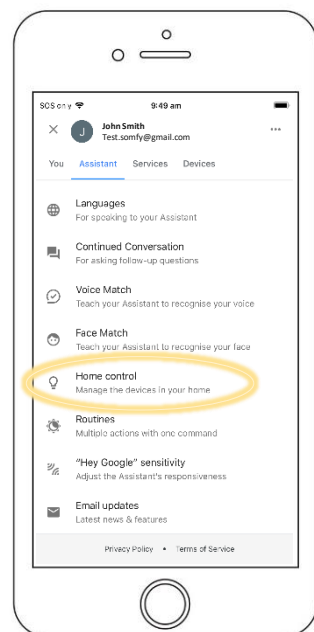 SOS only 9:49 am
J John Smith
Test.somfy@gmail.com
You Assistant Services Devices
Languages
For speaking to your Assistant
Continued Conversation
For asking follow-up questions
Voice Match
Teach your Assistant to recognise your voice
Face Match
Teach your Assistant to recognise your face
Home control
Manage the devices in your home
Routines
Multiple actions with one command
“Hey Google” sensitivity
Adjust the Assistant's responsiveness
Email updates
Latest news & features
Privacy Policy • Terms of Service